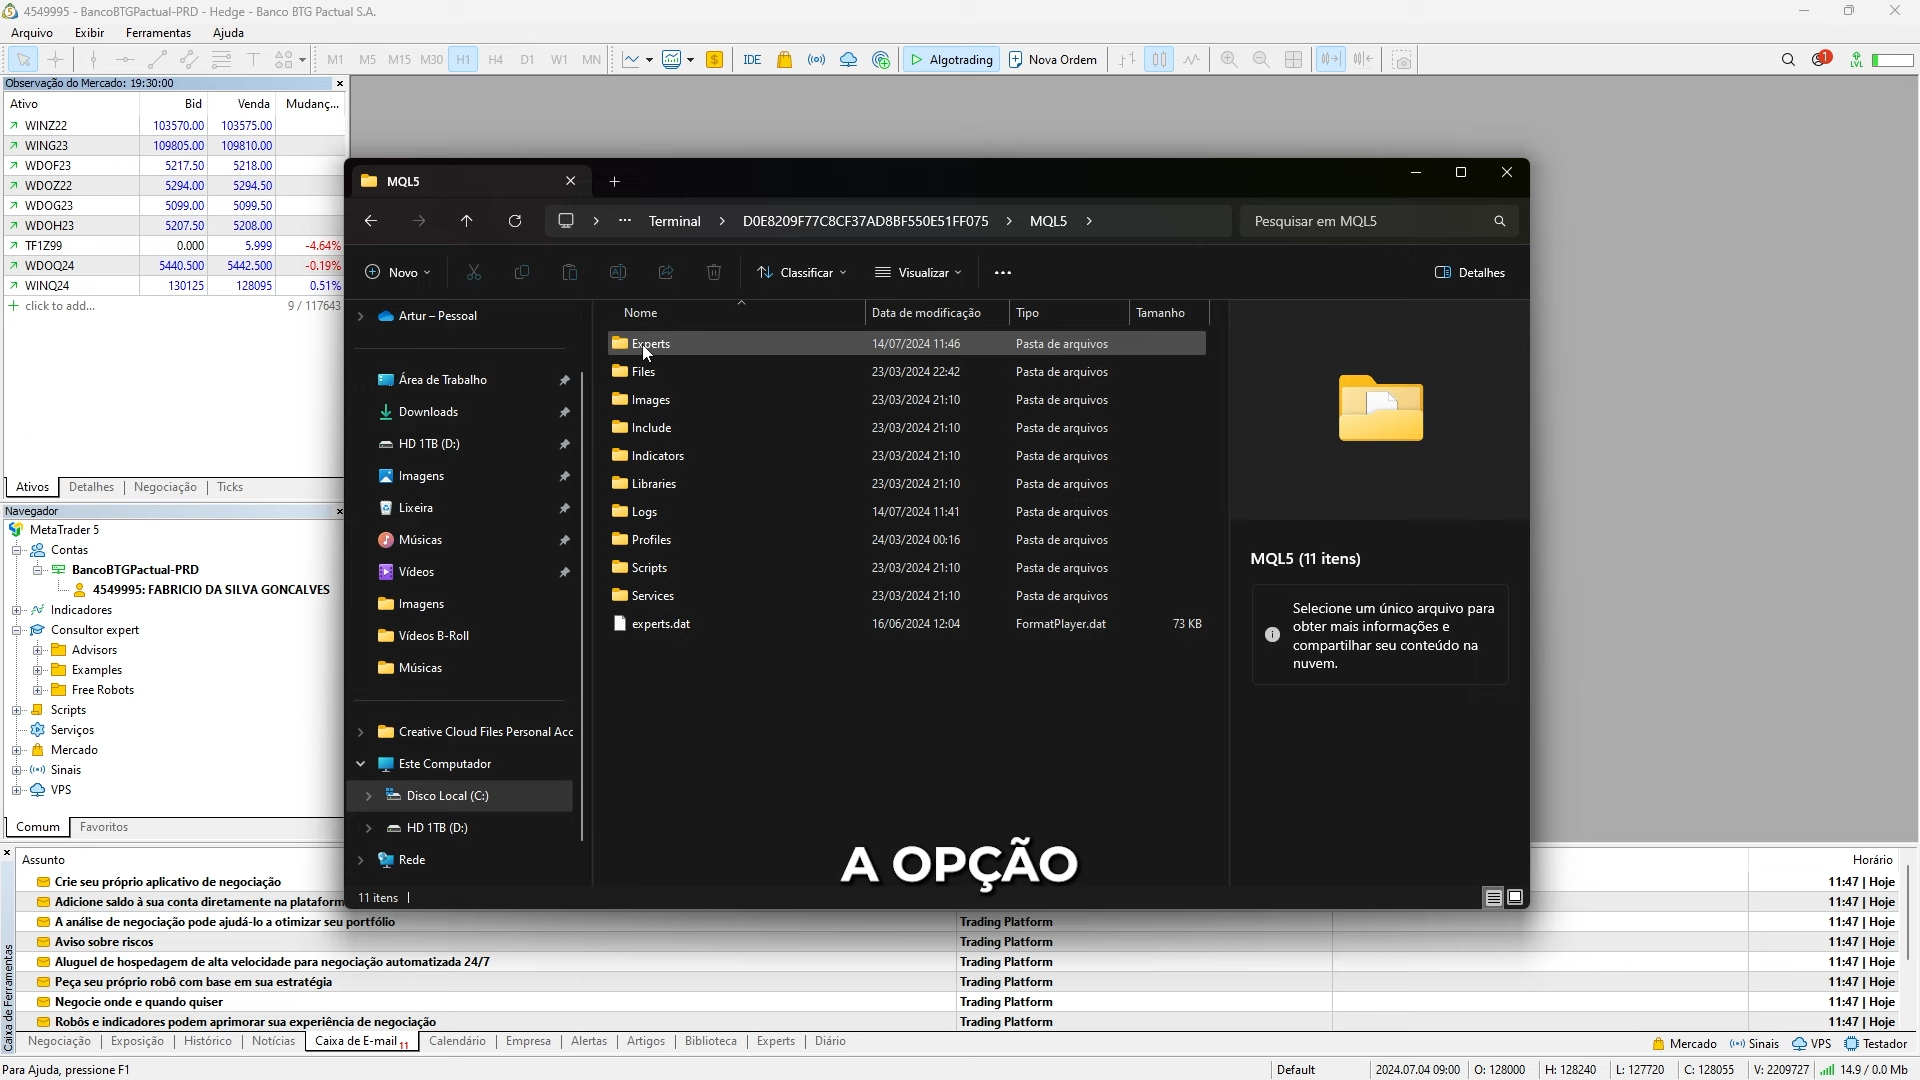 4549995 - BancoBTGPactual-PRD - Hedge - Banco BTG Pactual S.A.
Arquivo Exibir Ferramentas Ajuda
M1 M5 M15 M30 H1 H4 D1 W1 MN IDE Algotrading Nova Ordem 1 LVL
Observação do Mercado: 19:30:00
Ativo Bid Venda Mudanç...
WINZ22 103570.00 103575.00
WING23 109805.00 109810.00
WDOF23 5217.50 5218.00
WDOZ22 5294.00 5294.50
WDOG23 5099.00 5099.50
WDOH23 5207.50 5208.00
TF1Z99 0.000 5.999 -4.64%
WDOQ24 5440.500 5442.500 -0.19%
WINQ24 130125 128095 0.51%
click to add... 9 / 117643
Ativos Detalhes Negociação Ticks
Navegador
MetaTrader 5
Contas
BancoBTGPactual-PRD
4549995: FABRICIO DA SILVA GONCALVES
Indicadores
Consultor expert
Advisors
Examples
Free Robots
Scripts
Serviços
Mercado
Sinais
VPS
Comum Favoritos
MQL5
Terminal D0E8209F77C8CF37AD8BF550E51FF075 MQL5
Pesquisar em MQL5
Novo Classificar Visualizar Detalhes
Artur – Pessoal
Área de Trabalho
Downloads
HD 1TB (D:)
Imagens
Lixeira
Músicas
Vídeos
Imagens
Vídeos B-Roll
Músicas
Creative Cloud Files Personal Acc
Este Computador
Disco Local (C:)
HD 1TB (D:)
Rede
Nome Data de modificação Tipo Tamanho
Experts 14/07/2024 11:46 Pasta de arquivos
Files 23/03/2024 22:42 Pasta de arquivos
Images 23/03/2024 21:10 Pasta de arquivos
Include 23/03/2024 21:10 Pasta de arquivos
Indicators 23/03/2024 21:10 Pasta de arquivos
Libraries 23/03/2024 21:10 Pasta de arquivos
Logs 14/07/2024 11:41 Pasta de arquivos
Profiles 24/03/2024 00:16 Pasta de arquivos
Scripts 23/03/2024 21:10 Pasta de arquivos
Services 23/03/2024 21:10 Pasta de arquivos
experts.dat 16/06/2024 12:04 FormatPlayer.dat 73 KB
MQL5 (11 itens)
Selecione um único arquivo para
obter mais informações e
compartilhar seu conteúdo na
nuvem.
A OPÇÃO
11 itens
Assunto Horário
Crie seu próprio aplicativo de negociação 11:47 | Hoje
Adicione saldo à sua conta diretamente na plataform 11:47 | Hoje
A análise de negociação pode ajudá-lo a otimizar seu portfólio Trading Platform 11:47 | Hoje
Aviso sobre riscos Trading Platform 11:47 | Hoje
Aluguel de hospedagem de alta velocidade para negociação automatizada 24/7 Trading Platform 11:47 | Hoje
Peça seu próprio robô com base em sua estratégia Trading Platform 11:47 | Hoje
Negocie onde e quando quiser Trading Platform 11:47 | Hoje
Robôs e indicadores podem aprimorar sua experiência de negociação Trading Platform 11:47 | Hoje
Caixa de Ferramentas
Negociação Exposição Histórico Notícias Caixa de E-mail 11 Calendário Empresa Alertas Artigos Biblioteca Experts Diário Mercado Sinais VPS Testador
Para Ajuda, pressione F1 Default 2024.07.04 09:00 O: 128000 H: 128240 L: 127720 C: 128055 V: 2209727 14.9 / 0.0 Mb